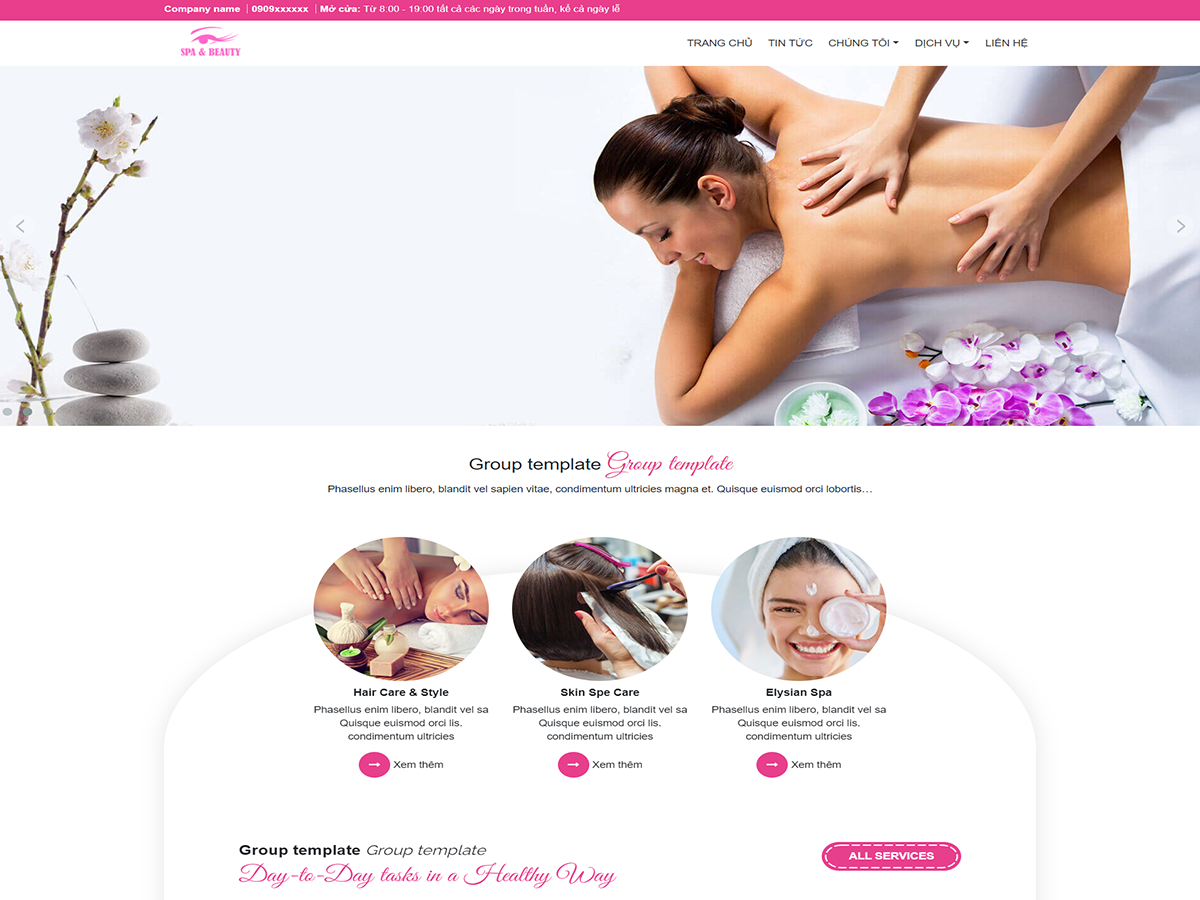 Company name | 0909xxxxxx | Mở cửa: Từ 8:00 - 19:00 tất cả các ngày trong tuần, kể cả ngày lễ
SPA & BEAUTY
TRANG CHỦ TIN TỨC CHÚNG TÔI DỊCH VỤ LIÊN HỆ
Group template Group template
Phasellus enim libero, blandit vel sapien vitae, condimentum ultricies magna et. Quisque euismod orci lobortis…
Hair Care & Style
Phasellus enim libero, blandit vel sa
Quisque euismod orci lis.
condimentum ultricies
Xem thêm
Skin Spe Care
Phasellus enim libero, blandit vel sa
Quisque euismod orci lis.
condimentum ultricies
Xem thêm
Elysian Spa
Phasellus enim libero, blandit vel sa
Quisque euismod orci lis.
condimentum ultricies
Xem thêm
Group template Group template
Day-to-Day tasks in a Healthy Way
ALL SERVICES